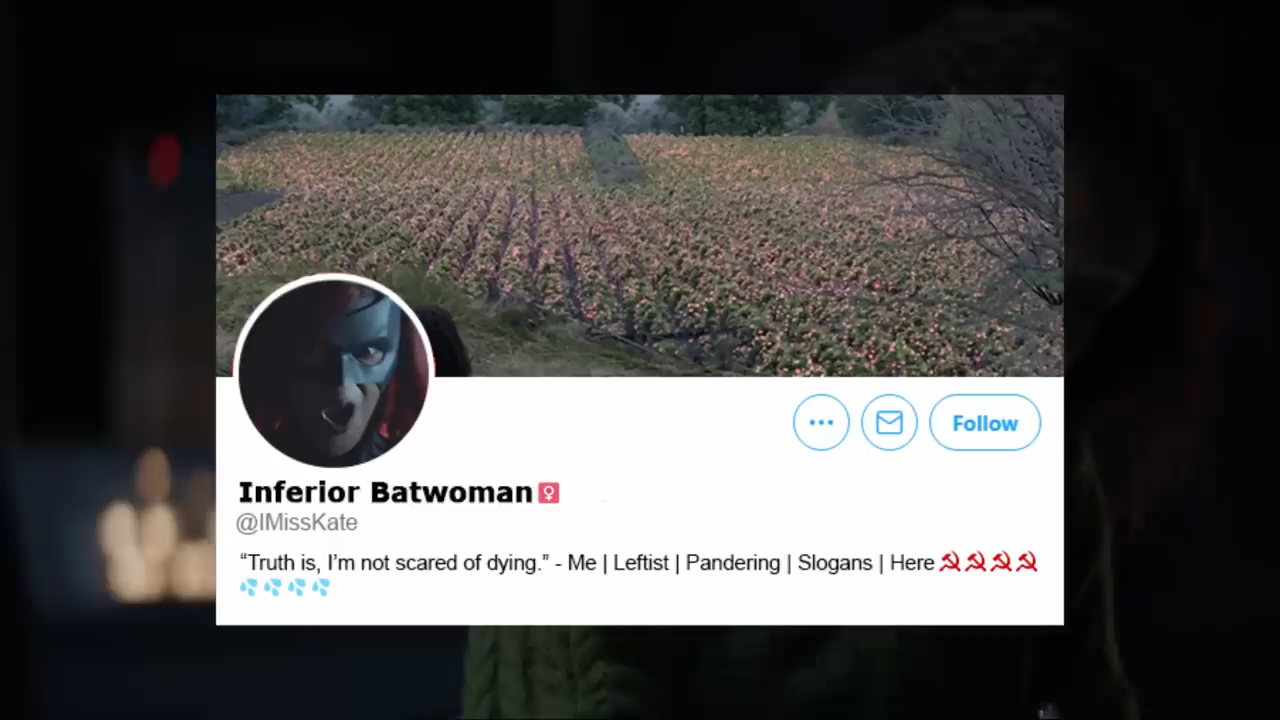 Follow
Inferior Batwoman🚺
@IMissKate
“Truth is, I’m not scared of dying.” - Me | Leftist | Pandering | Slogans | Here ☭☭☭☭
💦💦💦💦